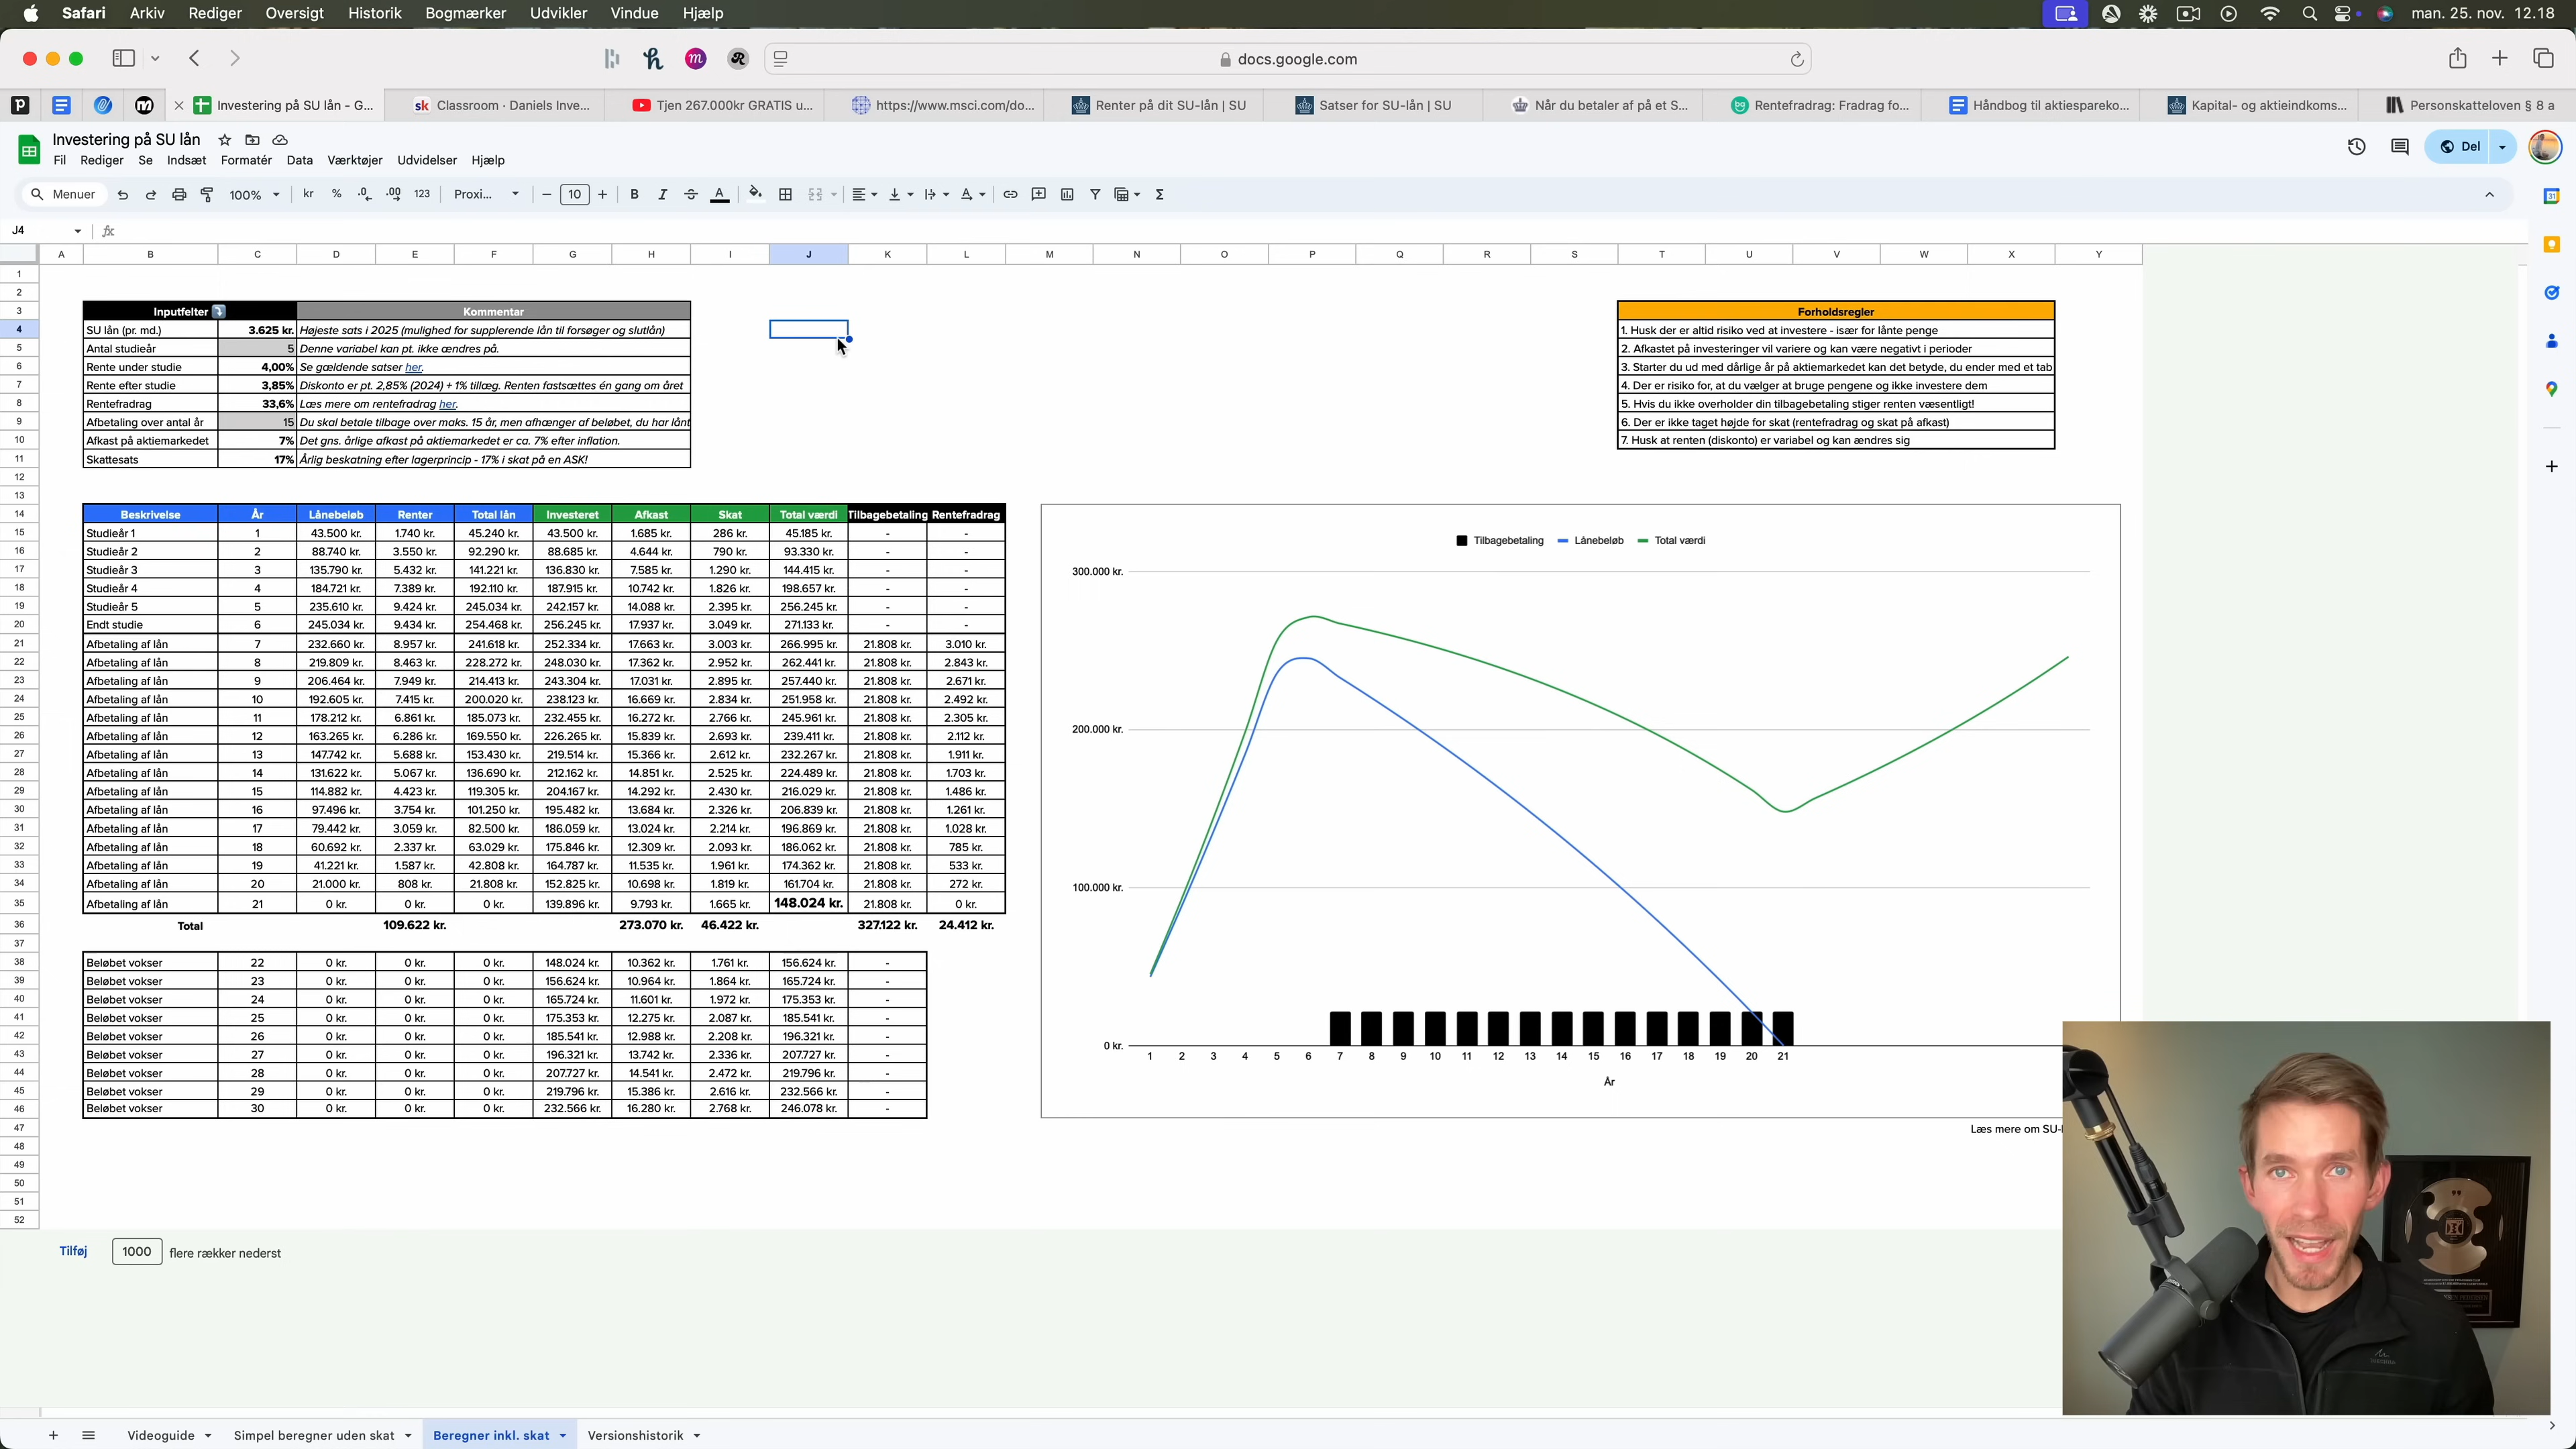 Safari Arkiv Rediger Oversigt Historik Bogmærker Udvikler Vindue Hjælp man. 25. nov. 12.18
docs.google.com
Investering på SU lån - G... Classroom · Daniels Inve... Tjen 267.000kr GRATIS u... https://www.msci.com/do... Renter på dit SU-lån | SU Satser for SU-lån | SU Når du betaler af på et S... Rentefradrag: Fradrag fo... Håndbog til aktiespareko... Kapital- og aktieindkoms... Personskatteloven § 8 a
Investering på SU lån
Fil Rediger Se Indsæt Formatér Data Værktøjer Udvidelser Hjælp
Del
Menuer 100% kr % .0 .00 123 Proxi... 10 B I A
J4 fx
A B C D E F G H I J K L M N O P Q R S T U V W X Y
Inputfelter Kommentar
SU lån (pr. md.) 3.625 kr. Højeste sats i 2025 (mulighed for supplerende lån til forsøger og slutlån)
Antal studieår 5 Denne variabel kan pt. ikke ændres på.
Rente under studie 4,00% Se gældende satser her.
Rente efter studie 3,85% Diskonto er pt. 2,85% (2024) + 1% tillæg. Renten fastsættes én gang om året
Rentefradrag 33,6% Læs mere om rentefradrag her.
Afbetaling over antal år 15 Du skal betale tilbage over maks. 15 år, men afhænger af beløbet, du har lånt
Afkast på aktiemarkedet 7% Det gns. årlige afkast på aktiemarkedet er ca. 7% efter inflation.
Skattesats 17% Årlig beskatning efter lagerprincip - 17% i skat på en ASK!
Forholdsregler
1. Husk der er altid risiko ved at investere - især for lånte penge
2. Afkastet på investeringer vil variere og kan være negativt i perioder
3. Starter du ud med dårlige år på aktiemarkedet kan det betyde, du ender med et tab
4. Der er risiko for, at du vælger at bruge pengene og ikke investere dem
5. Hvis du ikke overholder din tilbagebetaling stiger renten væsentligt!
6. Der er ikke taget højde for skat (rentefradrag og skat på afkast)
7. Husk at renten (diskonto) er variabel og kan ændres sig
Beskrivelse År Lånebeløb Renter Total lån Investeret Afkast Skat Total værdi Tilbagebetaling Rentefradrag
Studieår 1 1 43.500 kr. 1.740 kr. 45.240 kr. 43.500 kr. 1.685 kr. 286 kr. 45.185 kr. - -
Studieår 2 2 88.740 kr. 3.550 kr. 92.290 kr. 88.685 kr. 4.644 kr. 790 kr. 93.330 kr. - -
Studieår 3 3 135.790 kr. 5.432 kr. 141.221 kr. 136.830 kr. 7.585 kr. 1.290 kr. 144.415 kr. - -
Studieår 4 4 184.721 kr. 7.389 kr. 192.110 kr. 187.915 kr. 10.742 kr. 1.826 kr. 198.657 kr. - -
Studieår 5 5 235.610 kr. 9.424 kr. 245.034 kr. 242.157 kr. 14.088 kr. 2.395 kr. 256.245 kr. - -
Endt studie 6 245.034 kr. 9.434 kr. 254.468 kr. 256.245 kr. 17.937 kr. 3.049 kr. 271.133 kr. - -
Afbetaling af lån 7 232.660 kr. 8.957 kr. 241.618 kr. 252.334 kr. 17.663 kr. 3.003 kr. 266.995 kr. 21.808 kr. 3.010 kr.
Afbetaling af lån 8 219.809 kr. 8.463 kr. 228.272 kr. 248.030 kr. 17.362 kr. 2.952 kr. 262.441 kr. 21.808 kr. 2.843 kr.
Afbetaling af lån 9 206.464 kr. 7.949 kr. 214.413 kr. 243.304 kr. 17.031 kr. 2.895 kr. 257.440 kr. 21.808 kr. 2.671 kr.
Afbetaling af lån 10 192.605 kr. 7.415 kr. 200.020 kr. 238.123 kr. 16.669 kr. 2.834 kr. 251.958 kr. 21.808 kr. 2.492 kr.
Afbetaling af lån 11 178.212 kr. 6.861 kr. 185.073 kr. 232.455 kr. 16.272 kr. 2.766 kr. 245.961 kr. 21.808 kr. 2.305 kr.
Afbetaling af lån 12 163.265 kr. 6.286 kr. 169.550 kr. 226.265 kr. 15.839 kr. 2.693 kr. 239.411 kr. 21.808 kr. 2.112 kr.
Afbetaling af lån 13 147.742 kr. 5.688 kr. 153.430 kr. 219.514 kr. 15.366 kr. 2.612 kr. 232.267 kr. 21.808 kr. 1.911 kr.
Afbetaling af lån 14 131.622 kr. 5.067 kr. 136.690 kr. 212.162 kr. 14.851 kr. 2.525 kr. 224.489 kr. 21.808 kr. 1.703 kr.
Afbetaling af lån 15 114.882 kr. 4.423 kr. 119.305 kr. 204.167 kr. 14.292 kr. 2.430 kr. 216.029 kr. 21.808 kr. 1.486 kr.
Afbetaling af lån 16 97.496 kr. 3.754 kr. 101.250 kr. 195.482 kr. 13.684 kr. 2.326 kr. 206.839 kr. 21.808 kr. 1.261 kr.
Afbetaling af lån 17 79.442 kr. 3.059 kr. 82.500 kr. 186.059 kr. 13.024 kr. 2.214 kr. 196.869 kr. 21.808 kr. 1.028 kr.
Afbetaling af lån 18 60.692 kr. 2.337 kr. 63.029 kr. 175.846 kr. 12.309 kr. 2.093 kr. 186.062 kr. 21.808 kr. 785 kr.
Afbetaling af lån 19 41.221 kr. 1.587 kr. 42.808 kr. 164.787 kr. 11.535 kr. 1.961 kr. 174.362 kr. 21.808 kr. 533 kr.
Afbetaling af lån 20 21.000 kr. 808 kr. 21.808 kr. 152.825 kr. 10.698 kr. 1.819 kr. 161.704 kr. 21.808 kr. 272 kr.
Afbetaling af lån 21 0 kr. 0 kr. 0 kr. 139.896 kr. 9.793 kr. 1.665 kr. 148.024 kr. 21.808 kr. 0 kr.
Total 109.622 kr. 273.070 kr. 46.422 kr. 327.122 kr. 24.412 kr.
Beløbet vokser 22 0 kr. 0 kr. 0 kr. 148.024 kr. 10.362 kr. 1.761 kr. 156.624 kr. -
Beløbet vokser 23 0 kr. 0 kr. 0 kr. 156.624 kr. 10.964 kr. 1.864 kr. 165.724 kr. -
Beløbet vokser 24 0 kr. 0 kr. 0 kr. 165.724 kr. 11.601 kr. 1.972 kr. 175.353 kr. -
Beløbet vokser 25 0 kr. 0 kr. 0 kr. 175.353 kr. 12.275 kr. 2.087 kr. 185.541 kr. -
Beløbet vokser 26 0 kr. 0 kr. 0 kr. 185.541 kr. 12.988 kr. 2.208 kr. 196.321 kr. -
Beløbet vokser 27 0 kr. 0 kr. 0 kr. 196.321 kr. 13.742 kr. 2.336 kr. 207.727 kr. -
Beløbet vokser 28 0 kr. 0 kr. 0 kr. 207.727 kr. 14.541 kr. 2.472 kr. 219.796 kr. -
Beløbet vokser 29 0 kr. 0 kr. 0 kr. 219.796 kr. 15.386 kr. 2.616 kr. 232.566 kr. -
Beløbet vokser 30 0 kr. 0 kr. 0 kr. 232.566 kr. 16.280 kr. 2.768 kr. 246.078 kr. -
Tilbagebetaling Lånebeløb Total værdi
300.000 kr.
200.000 kr.
100.000 kr.
0 kr.
1 2 3 4 5 6 7 8 9 10 11 12 13 14 15 16 17 18 19 20 21
År
Læs mere om SU-
Tilføj 1000 flere rækker nederst
Videoguide Simpel beregner uden skat Beregner inkl. skat Versionshistorik